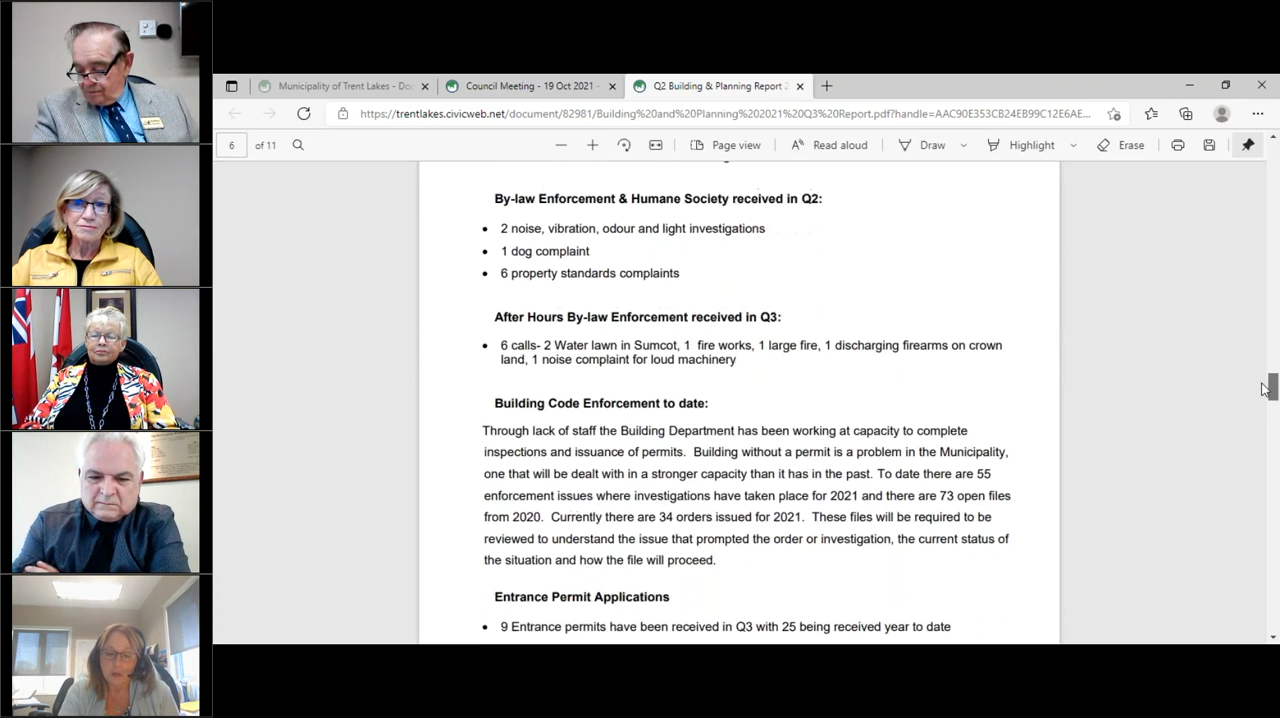 Municipality of Trent Lakes - Doc
Council Meeting - 19 Oct 2021 -
Q2 Building & Planning Report 2
https://trentlakes.civicweb.net/document/82981/Building%20and%20Planning%202021%20Q3%20Report.pdf?handle=AAC90E353CB24EB99C12E6AE...
6 of 11
Page view
Read aloud
Draw
Highlight
Erase
By-law Enforcement & Humane Society received in Q2:
• 2 noise, vibration, odour and light investigations
• 1 dog complaint
• 6 property standards complaints
After Hours By-law Enforcement received in Q3:
• 6 calls- 2 Water lawn in Sumcot, 1 fire works, 1 large fire, 1 discharging firearms on crown
land, 1 noise complaint for loud machinery
Building Code Enforcement to date:
Through lack of staff the Building Department has been working at capacity to complete
inspections and issuance of permits. Building without a permit is a problem in the Municipality,
one that will be dealt with in a stronger capacity than it has in the past. To date there are 55
enforcement issues where investigations have taken place for 2021 and there are 73 open files
from 2020. Currently there are 34 orders issued for 2021. These files will be required to be
reviewed to understand the issue that prompted the order or investigation, the current status of
the situation and how the file will proceed.
Entrance Permit Applications
• 9 Entrance permits have been received in Q3 with 25 being received year to date